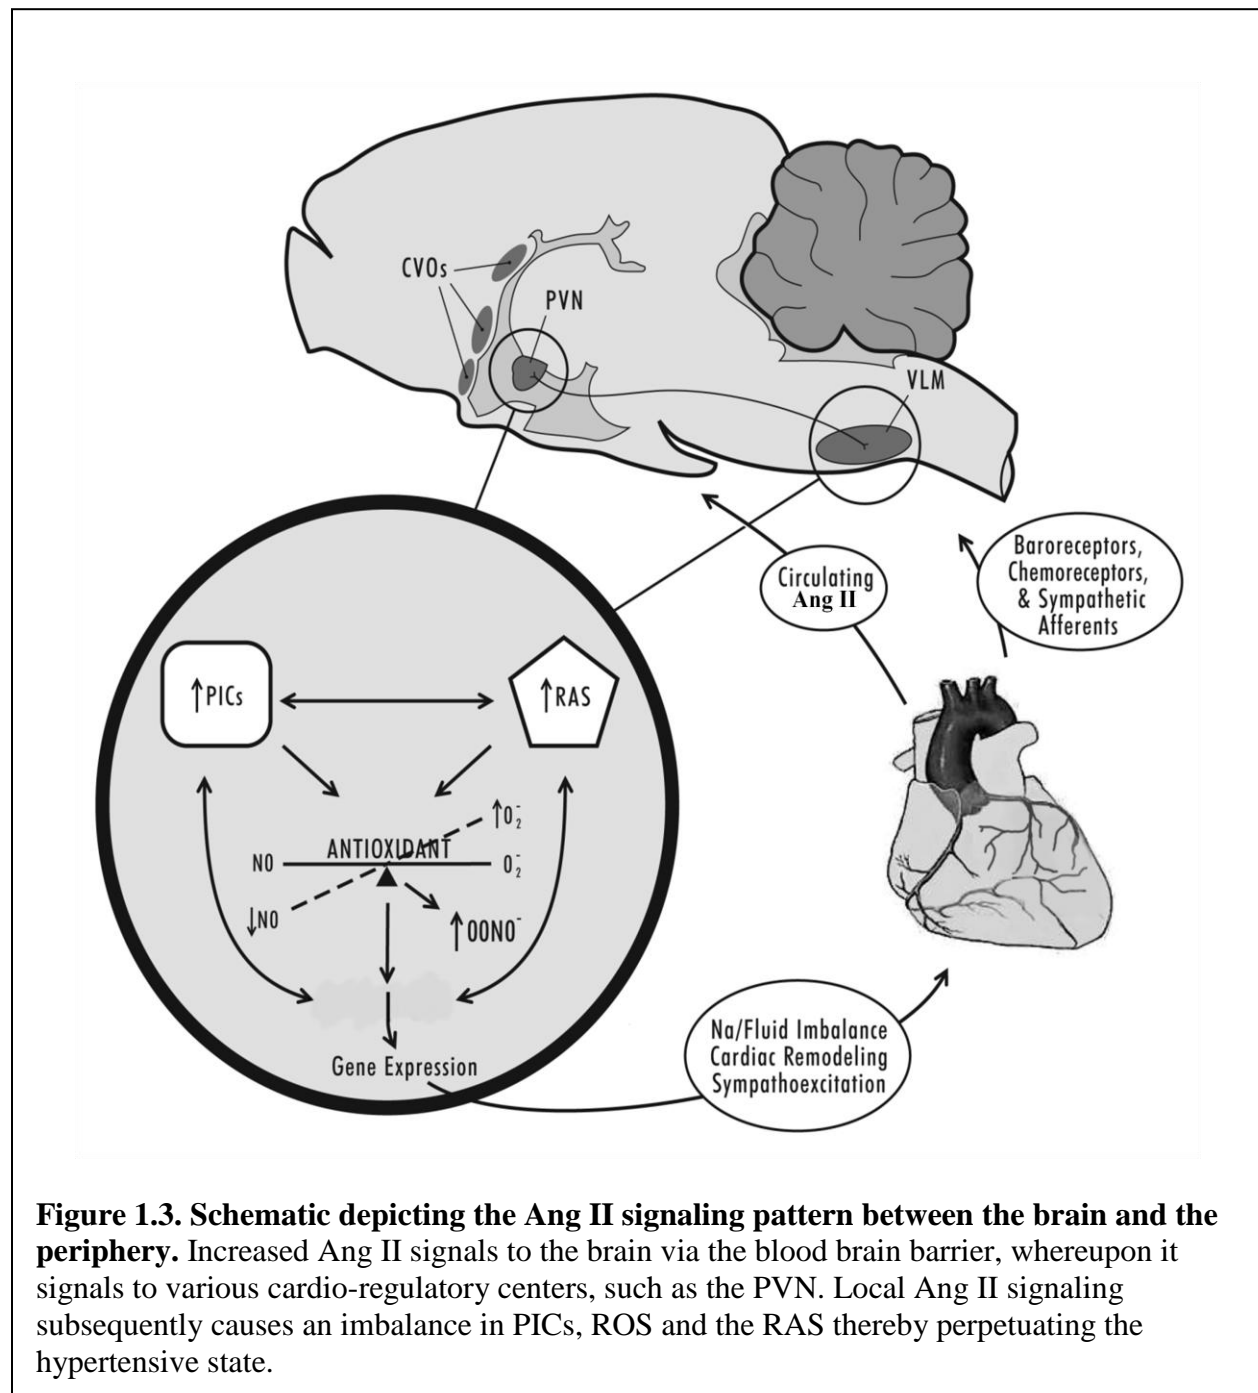 CVOs
PVN
VLM
Circulating
Ang II
Baroreceptors,
Chemoreceptors,
& Sympathetic
Afferents
↑PICs
↑RAS
↑O₂⁻
ANTIOXIDANT
NO
O₂⁻
↓NO
↑OONO⁻
Gene Expression
Na/Fluid Imbalance
Cardiac Remodeling
Sympathoexcitation
Figure 1.3. Schematic depicting the Ang II signaling pattern between the brain and the
periphery. Increased Ang II signals to the brain via the blood brain barrier, whereupon it
signals to various cardio-regulatory centers, such as the PVN. Local Ang II signaling
subsequently causes an imbalance in PICs, ROS and the RAS thereby perpetuating the
hypertensive state.